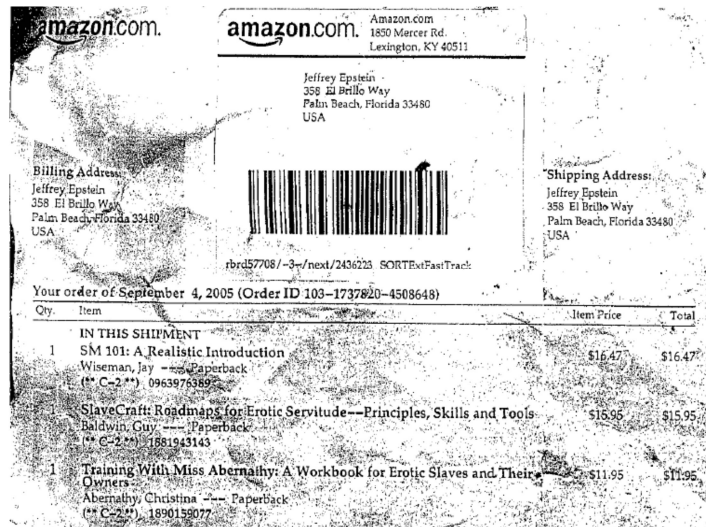 amazon.com.
amazon.com.
Amazon.com
1850 Mercer Rd.
Lexington, KY 40511
Jeffrey Epstein
358 El Brillo Way
Palm Beach, Florida 33480
USA
Billing Address:
Jeffrey Epstein
358 El Brillo Way
Palm Beach, Florida 33480
USA
Shipping Address:
Jeffrey Epstein
358 El Brillo Way
Palm Beach, Florida 33480
USA
rbrd57708/-3-/next/2436223 SORTExtFastTrack
Your order of September 4, 2005 (Order ID 103-1737820-4508648)
Qty. Item Item Price Total
IN THIS SHIPMENT
1 SM 101: A Realistic Introduction $16.47 $16.47
Wiseman, Jay --- Paperback
(** C-2 **) 0963976389
1 SlaveCraft: Roadmaps for Erotic Servitude--Principles, Skills and Tools $15.95 $15.95
Baldwin, Guy --- Paperback
(** C-2 **) 1881943143
1 Training With Miss Abernathy: A Workbook for Erotic Slaves and Their $11.95 $11.95
Owners
Abernathy, Christina --- Paperback
(** C-2 **) 1890159077